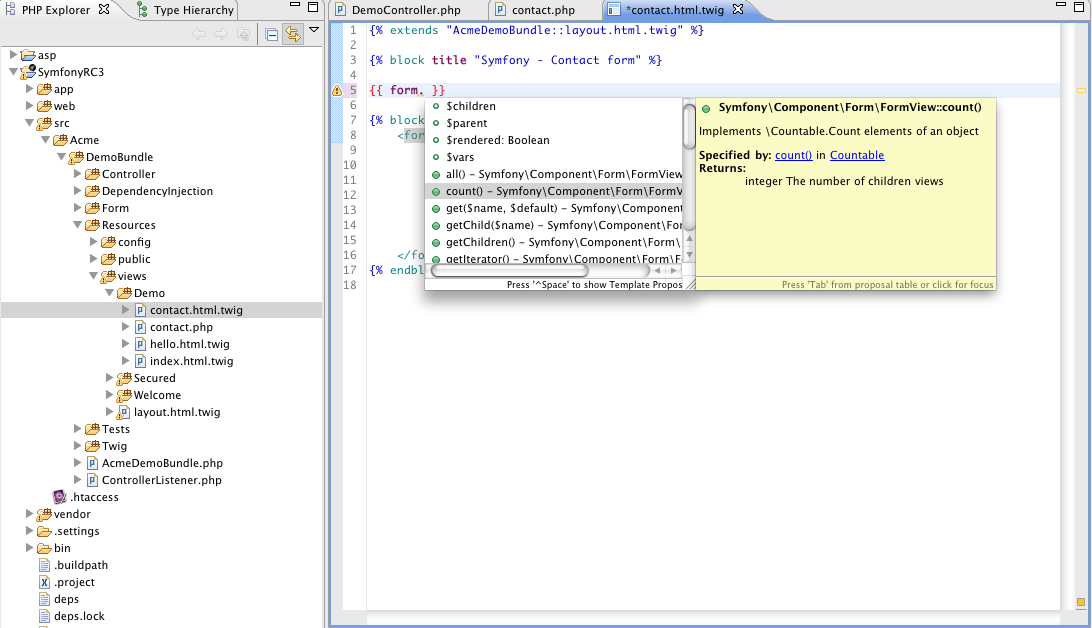 PHP Explorer
Type Hierarchy
asp
SymfonyRC3
app
web
src
Acme
DemoBundle
Controller
DependencyInjection
Form
Resources
config
public
views
Demo
contact.html.twig
contact.php
hello.html.twig
index.html.twig
Secured
Welcome
layout.html.twig
Tests
Twig
AcmeDemoBundle.php
ControllerListener.php
.htaccess
vendor
.settings
bin
.buildpath
.project
deps
deps.lock
DemoController.php
contact.php
*contact.html.twig
1 {% extends "AcmeDemoBundle::layout.html.twig" %}
2
3 {% block title "Symfony - Contact form" %}
4
5 {{ form. }}
6
7 {% block
8 <for
9
10
11
12
13
14
15
16 </fo
17 {% endbl
18
$children
$parent
$rendered: Boolean
$vars
all() – Symfony\Component\Form\FormView
count() – Symfony\Component\Form\FormV
get($name, $default) – Symfony\Component
getChild($name) – Symfony\Component\For
getChildren() – Symfony\Component\Form\
getIterator() – Symfony\Component\Form\F
Press '^Space' to show Template Propos
Symfony\Component\Form\FormView::count()
Implements \Countable.Count elements of an object
Specified by: count() in Countable
Returns:
integer The number of children views
Press 'Tab' from proposal table or click for focus